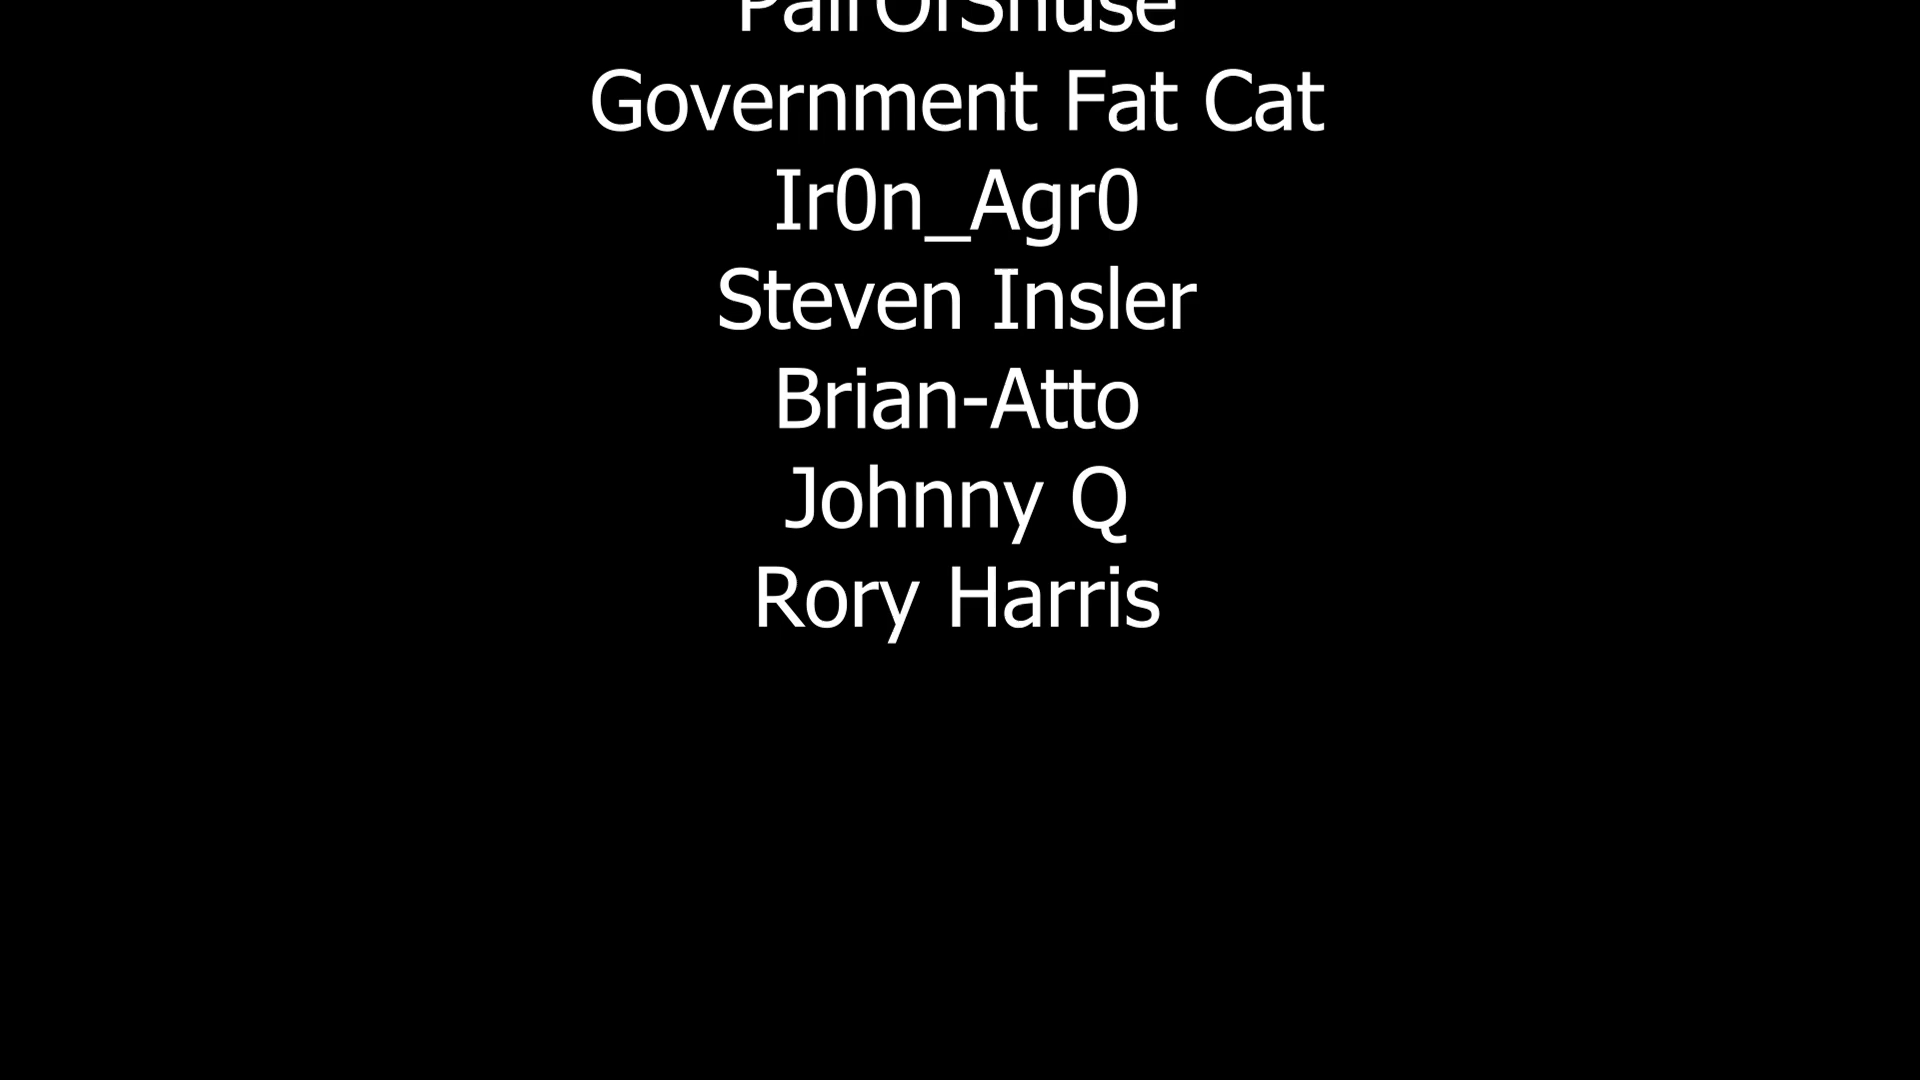 PairOfShuse
Government Fat Cat
Ir0n_Agr0
Steven Insler
Brian-Atto
Johnny Q
Rory Harris